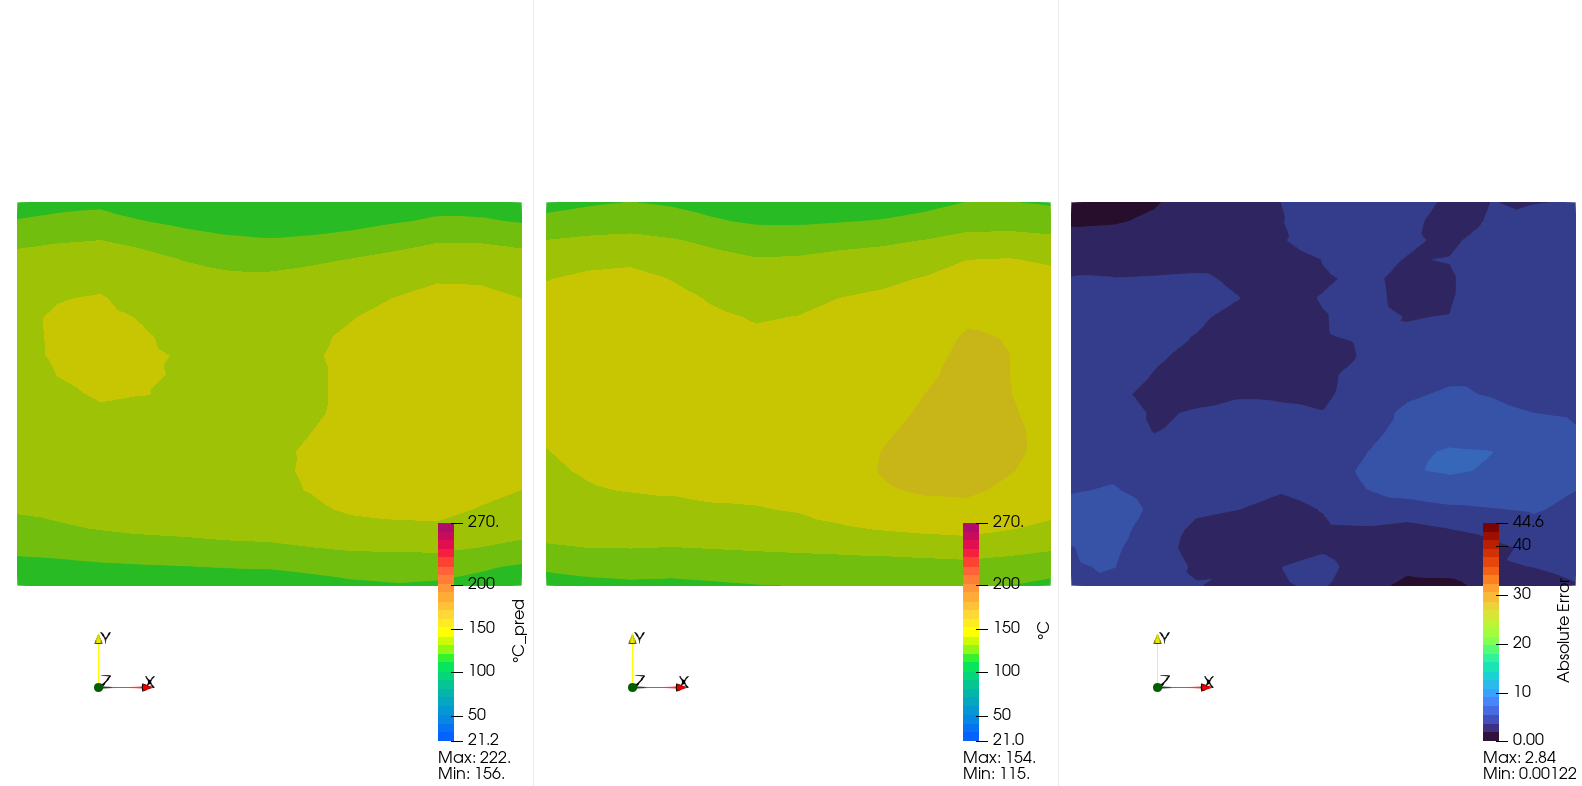 270.
200
150
100
50
21.2
°C_pred
Max: 222.
Min: 156.
Y
Z
X
270.
200
150
100
50
21.0
°C
Max: 154.
Min: 115.
Y
Z
X
44.6
40
30
20
10
0.00
Absolute Error
Max: 2.84
Min: 0.00122
Y
Z
X